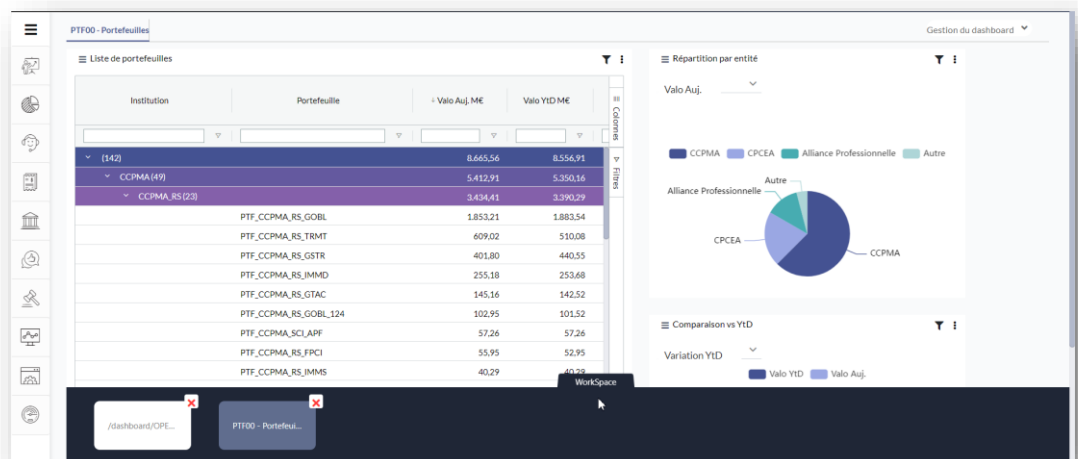 PTF00 - Portefeuilles
Gestion du dashboard
Liste de portefeuilles
Institution Portefeuille Valo Auj. M€ Valo YtD M€
(142) 8.665,56 8.556,91
CCPMA (49) 5.412,91 5.350,16
CCPMA_RS (23) 3.434,41 3.390,29
PTF_CCPMA_RS_GOBL 1.853,21 1.883,54
PTF_CCPMA_RS_TRMT 609,02 510,08
PTF_CCPMA_RS_GSTR 401,80 440,55
PTF_CCPMA_RS_IMMD 255,18 253,68
PTF_CCPMA_RS_GTAC 145,16 142,52
PTF_CCPMA_RS_GOBL_124 102,95 101,52
PTF_CCPMA_SCI_APF 57,26 57,26
PTF_CCPMA_RS_FPCI 55,95 52,95
PTF_CCPMA_RS_IMMS 40,29 40,29
Colonnes
Filtres
Répartition par entité
Valo Auj.
CCPMA CPCEA Alliance Professionnelle Autre
Autre
Alliance Professionnelle
CPCEA
CCPMA
Comparaison vs YtD
Variation YtD
Valo YtD Valo Auj.
WorkSpace
/dashboard/OPE...
PTF00 - Portefeui...